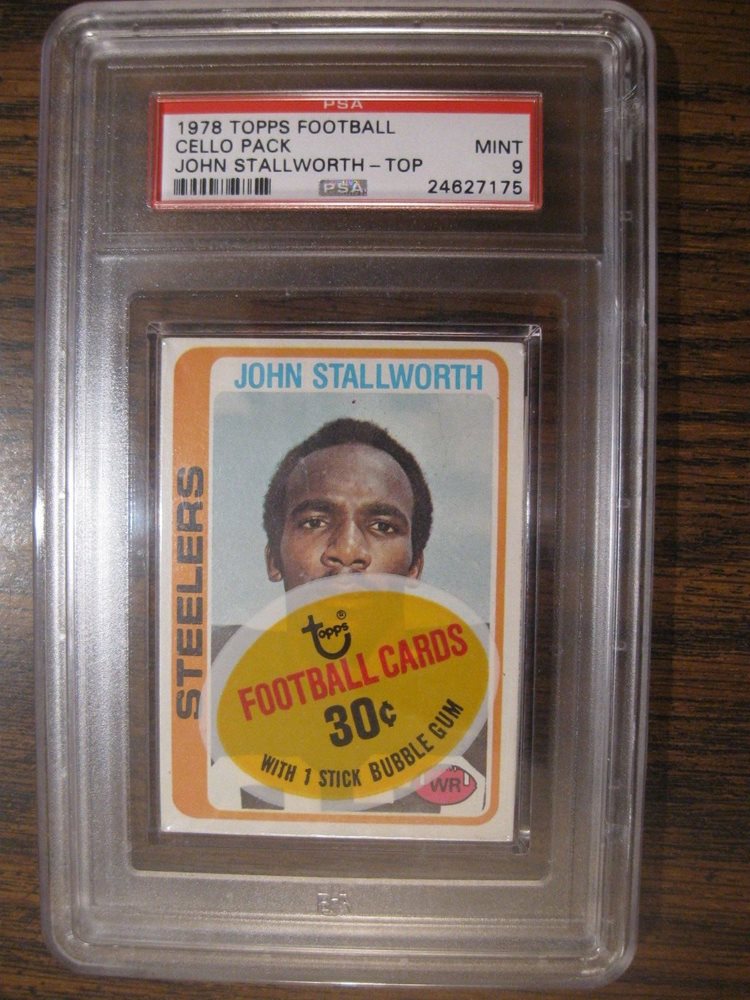 PSA
1978 TOPPS FOOTBALL
CELLO PACK MINT
JOHN STALLWORTH - TOP 9
PSA 24627175
JOHN STALLWORTH
STEELERS
topps ®
FOOTBALL CARDS
30¢
WITH 1 STICK BUBBLE GUM
WR